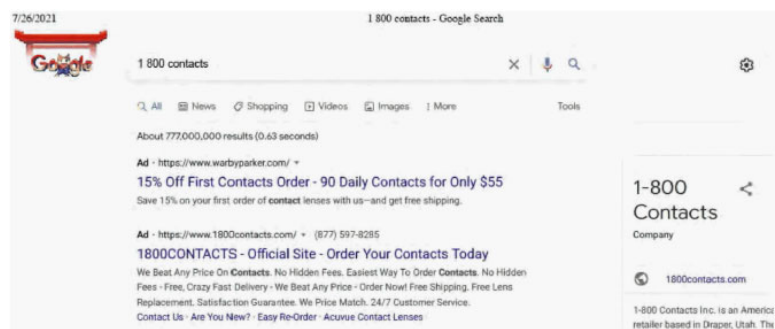 7/26/2021
1 800 contacts - Google Search
Google
1 800 contacts
All News Shopping Videos Images More Tools
About 777,000,000 results (0.63 seconds)
Ad · https://www.warbyparker.com/
15% Off First Contacts Order - 90 Daily Contacts for Only $55
Save 15% on your first order of contact lenses with us—and get free shipping.
Ad · https://www.1800contacts.com/ (877) 597-8285
1800CONTACTS - Official Site - Order Your Contacts Today
We Beat Any Price On Contacts. No Hidden Fees. Easiest Way To Order Contacts. No Hidden
Fees - Free, Crazy Fast Delivery - We Beat Any Price - Order Now! Free Shipping. Free Lens
Replacement. Satisfaction Guarantee. We Price Match. 24/7 Customer Service.
Contact Us · Are You New? · Easy Re-Order · Acuvue Contact Lenses
1-800
Contacts
Company
1800contacts.com
1-800 Contacts Inc. is an America
retailer based in Draper, Utah. The